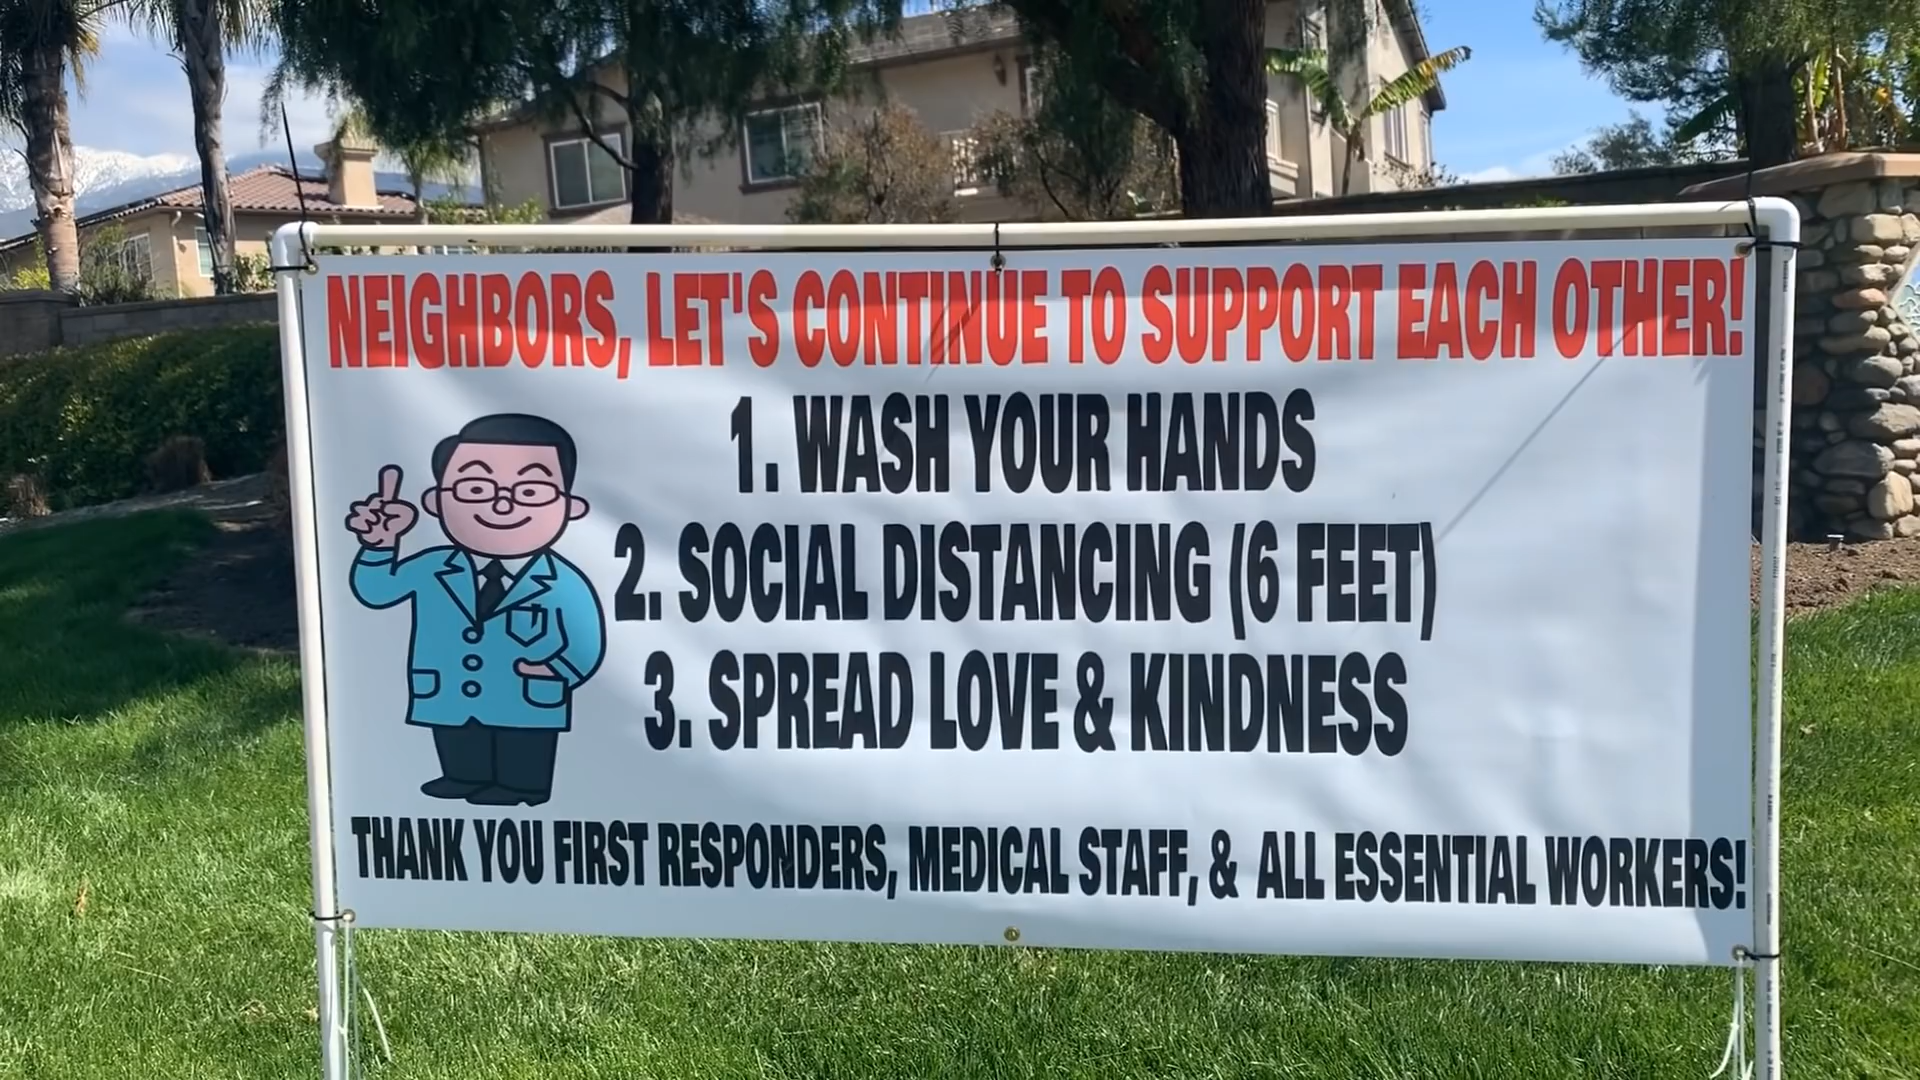 NEIGHBORS, LET'S CONTINUE TO SUPPORT EACH OTHER!
1. WASH YOUR HANDS
2. SOCIAL DISTANCING (6 FEET)
3. SPREAD LOVE & KINDNESS
THANK YOU FIRST RESPONDERS, MEDICAL STAFF, & ALL ESSENTIAL WORKERS!